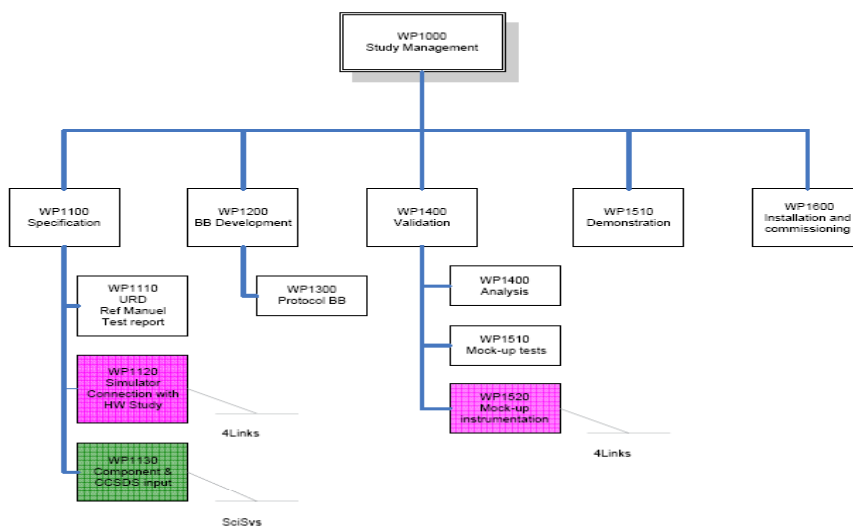 WP1000
Study Management
WP1100
Specification
WP1200
BB Development
WP1400
Validation
WP1510
Demonstration
WP1600
Installation and
commissioning
WP1110
URD
Ref Manuel
Test report
WP1300
Protocol BB
WP1400
Analysis
WP1510
Mock-up tests
WP1120
Simulator
Connection with
HW Study
4Links
WP1520
Mock-up
instrumentation
4Links
WP1130
Component &
CCSDS input
SciSys